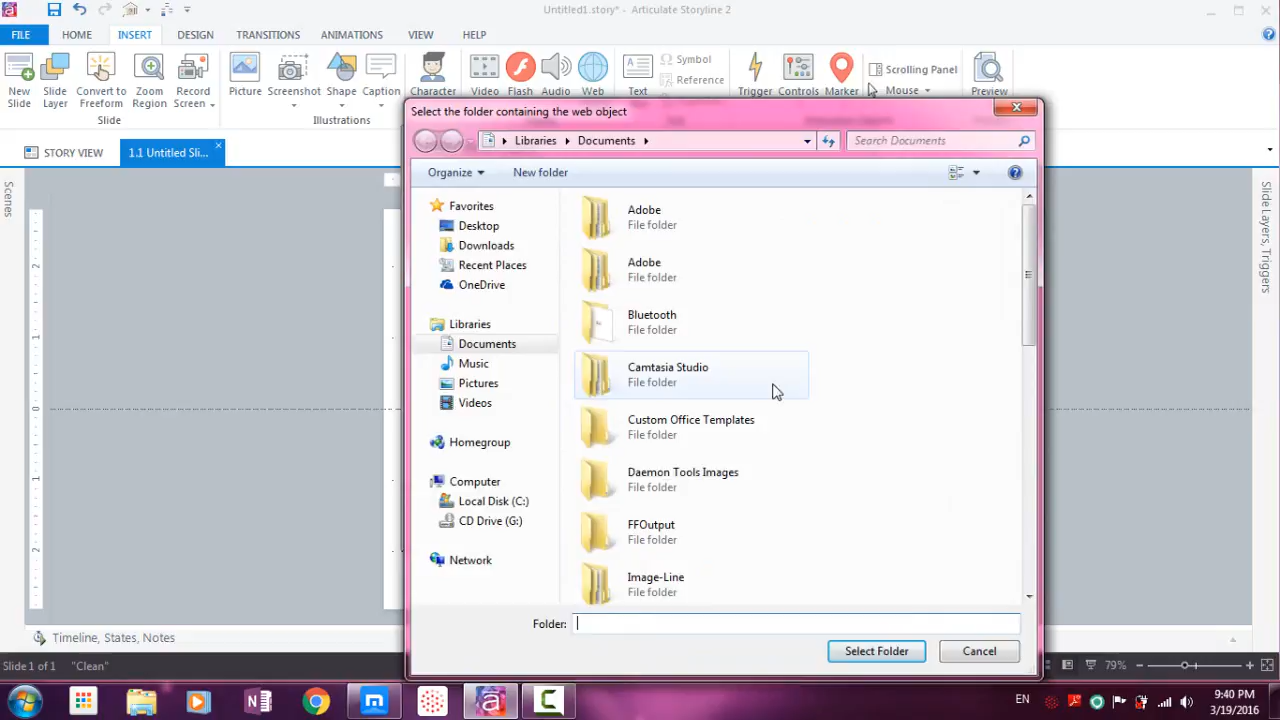 Untitled1.story* - Articulate Storyline 2
FILE
HOME
INSERT
DESIGN
TRANSITIONS
ANIMATIONS
VIEW
HELP
New Slide
Slide Layer
Convert to Freeform
Zoom Region
Record Screen
Slide
Picture
Screenshot
Shape
Caption
Illustrations
Character
Video
Flash
Audio
Web
Text
Symbol
Reference
Trigger
Controls
Marker
Scrolling Panel
Mouse
Preview
STORY VIEW
1.1 Untitled Sli...
Select the folder containing the web object
Libraries
Documents
Search Documents
Organize
New folder
Favorites
Desktop
Downloads
Recent Places
OneDrive
Libraries
Documents
Music
Pictures
Videos
Homegroup
Computer
Local Disk (C:)
CD Drive (G:)
Network
Adobe
File folder
Adobe
File folder
Bluetooth
File folder
Camtasia Studio
File folder
Custom Office Templates
File folder
Daemon Tools Images
File folder
FFOutput
File folder
Image-Line
File folder
Folder:
Select Folder
Cancel
Scenes
2
1
0
1
2
Slides, Layers, Triggers
Timeline, States, Notes
Slide 1 of 1
"Clean"
79%
EN
9:40 PM
3/19/2016